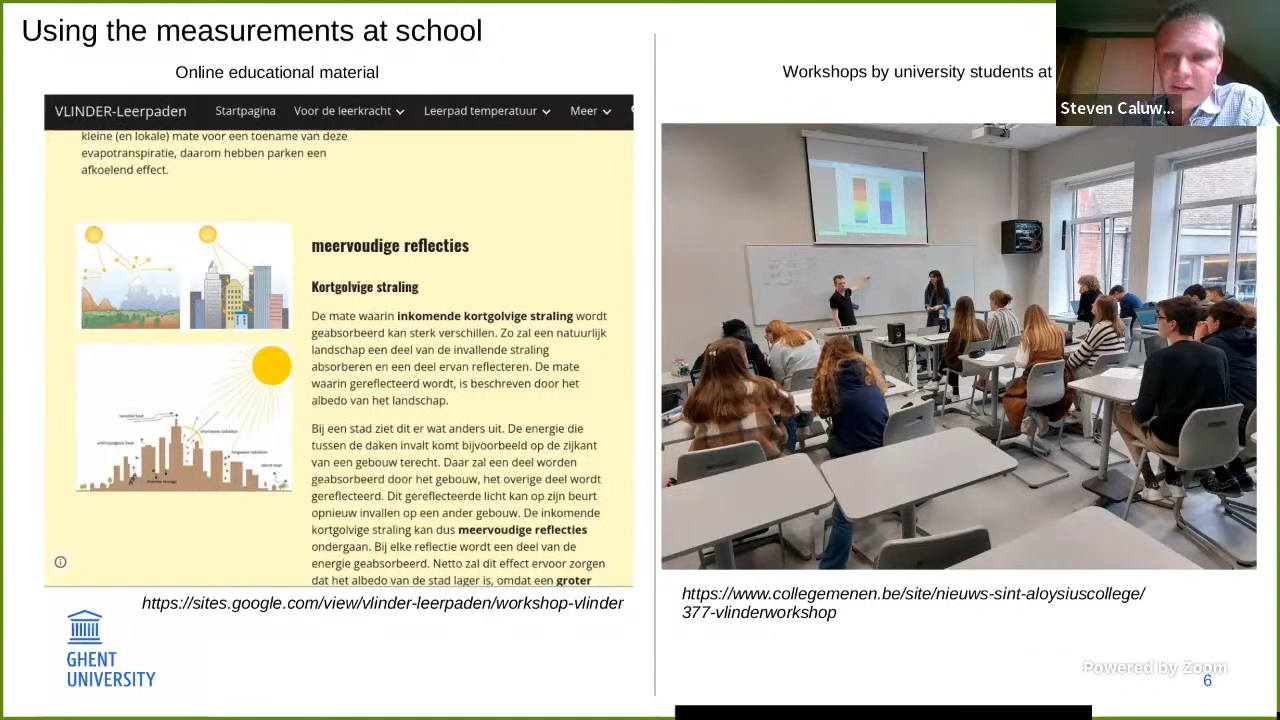 Using the measurements at school
Online educational material
VLINDER-Leerpaden Startpagina Voor de leerkracht Leerpad temperatuur Meer
kleine (en lokale) mate voor een toename van deze
evapotranspiratie, daarom hebben parken een
afkoelend effect.
meervoudige reflecties
Kortgolvige straling
De mate waarin inkomende kortgolvige straling wordt
geabsorbeerd kan sterk verschillen. Zo zal een natuurlijk
landschap een deel van de invallende straling
absorberen en een deel ervan reflecteren. De mate
waarin gereflecteerd wordt, is beschreven door het
albedo van het landschap.
Bij een stad ziet dit er wat anders uit. De energie die
tussen de daken invalt komt bijvoorbeeld op de zijkant
van een gebouw terecht. Daar zal een deel worden
geabsorbeerd door het gebouw, het overige deel wordt
gereflecteerd. Dit gereflecteerde licht kan op zijn beurt
opnieuw invallen op een ander gebouw. De inkomende
kortgolvige straling kan dus meervoudige reflecties
ondergaan. Bij elke reflectie wordt een deel van de
energie geabsorbeerd. Netto zal dit effect ervoor zorgen
dat het albedo van de stad lager is, omdat een groter
https://sites.google.com/view/vlinder-leerpaden/workshop-vlinder
GHENT
UNIVERSITY
Workshops by university students at
Steven Caluw...
https://www.collegemenen.be/site/nieuws-sint-aloysiuscollege/
377-vlinderworkshop
Powered by Zoom
6